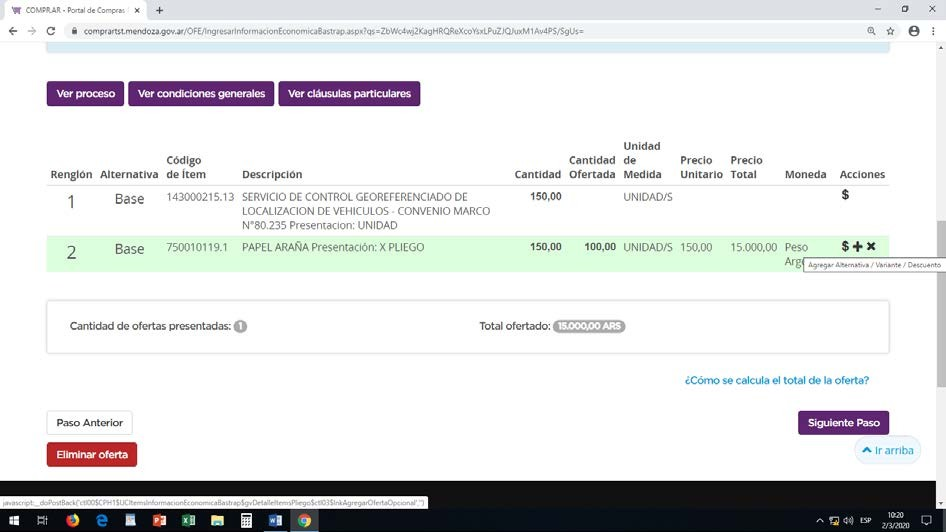 COMPRAR - Portal de Compras
comprartst.mendoza.gov.ar/OFE/IngresarInformacionEconomicaBastrap.aspx?qs=ZbWc4wj2KagHRQReXcoYsxLPuZJQJuxM1Av4PS/SgUs=
Ver proceso Ver condiciones generales Ver cláusulas particulares
Renglón Alternativa Código de Ítem Descripción Cantidad Cantidad Ofertada Unidad de Medida Precio Unitario Precio Total Moneda Acciones
1 Base 143000215.13 SERVICIO DE CONTROL GEOREFERENCIADO DE 150,00 UNIDAD/S $
LOCALIZACION DE VEHICULOS - CONVENIO MARCO
N°80.235 Presentacion: UNIDAD
2 Base 750010119.1 PAPEL ARAÑA Presentación: X PLIEGO 150,00 100,00 UNIDAD/S 150,00 15.000,00 Peso $
Agregar Alternativa / Variante / Descuento
Cantidad de ofertas presentadas: 1 Total ofertado: 15.000,00 ARS
¿Cómo se calcula el total de la oferta?
Paso Anterior Siguiente Paso
Eliminar oferta Ir arriba
javascript:__doPostBack('ctl00$CPH1$UCItemsInformacionEconomicaBastrap$gvDetalleItemsPliego$ctl03$lnkAgregarOfertaOpcional','')
ESP 10:20
2/3/2020